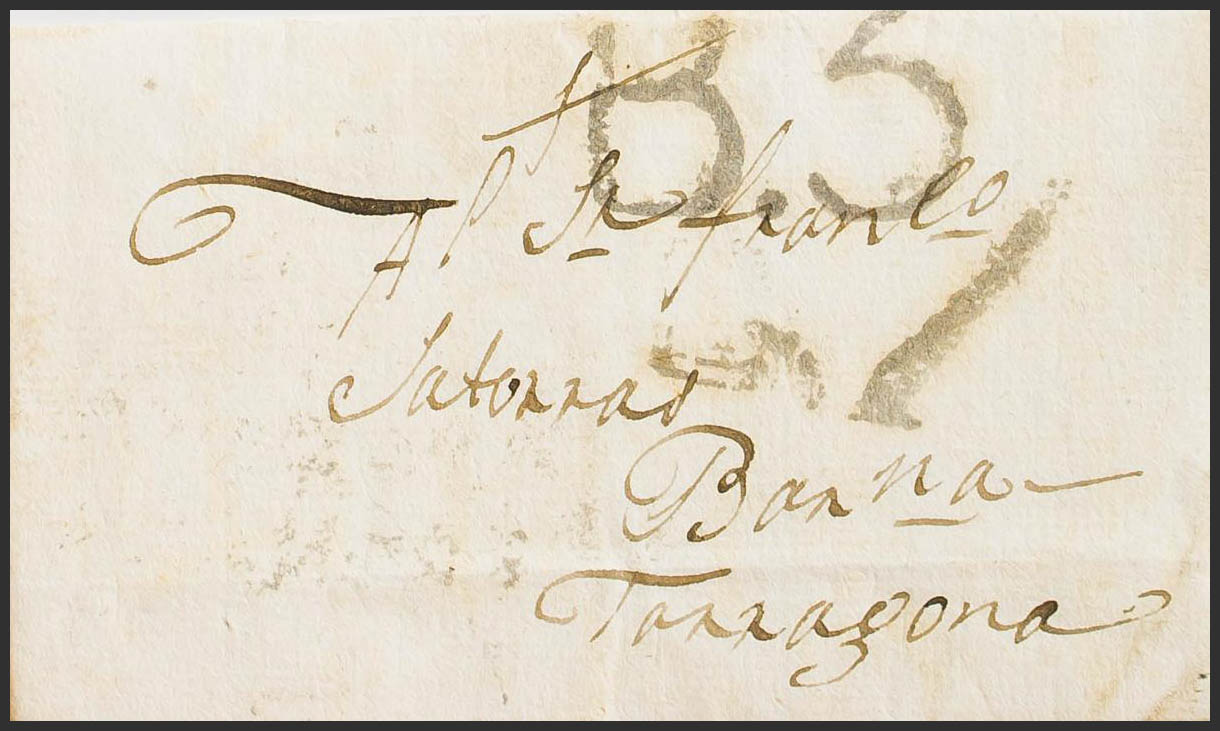 B.S
Al Sr Franco
Satorras
Barna
Tarragona